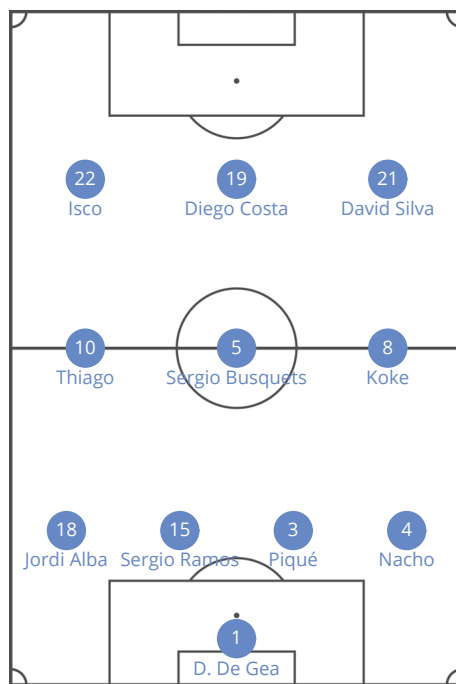 22 19 21
Isco Diego Costa David Silva
10 5 8
Thiago Sergio Busquets Koke
18 15 3 4
Jordi Alba Sergio Ramos Piqué Nacho
1
D. De Gea